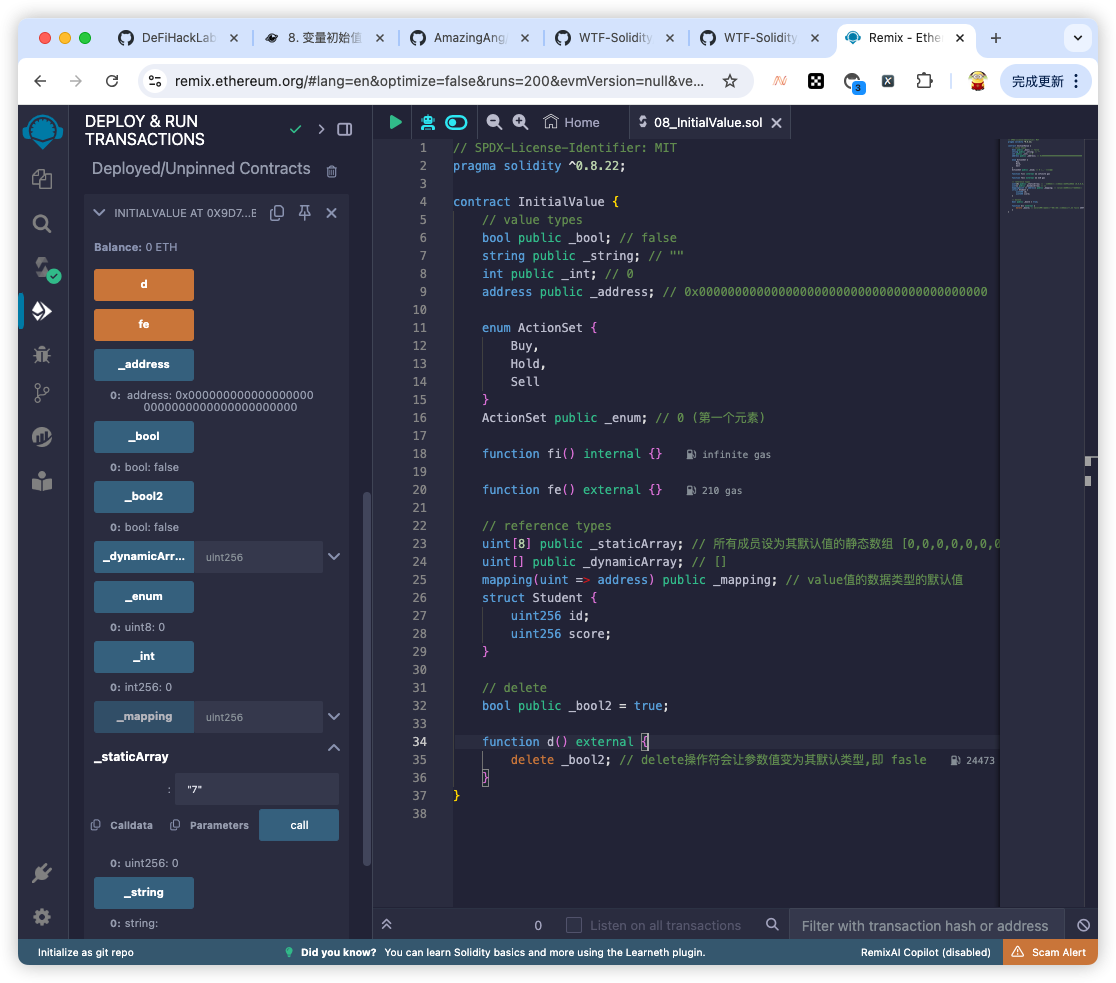 DeFiHackLab
8. 变量初始值
AmazingAng
WTF-Solidity
WTF-Solidity
Remix - Ethe
remix.ethereum.org/#lang=en&optimize=false&runs=200&evmVersion=null&ve...
3
完成更新
DEPLOY & RUN
TRANSACTIONS
Deployed/Unpinned Contracts
INITIALVALUE AT 0X9D7...E
Balance: 0 ETH
d
fe
_address
0: address: 0x000000000000000000
0000000000000000000000
_bool
0: bool: false
_bool2
0: bool: false
_dynamicArr... uint256
_enum
0: uint8: 0
_int
0: int256: 0
_mapping uint256
_staticArray
: "7"
Calldata Parameters call
0: uint256: 0
_string
0: string:
Home
08_InitialValue.sol
1 // SPDX-License-Identifier: MIT
2 pragma solidity ^0.8.22;
3
4 contract InitialValue {
5 // value types
6 bool public _bool; // false
7 string public _string; // ""
8 int public _int; // 0
9 address public _address; // 0x0000000000000000000000000000000000000000
10
11 enum ActionSet {
12 Buy,
13 Hold,
14 Sell
15 }
16 ActionSet public _enum; // 0 (第一个元素)
17
18 function fi() internal {} infinite gas
19
20 function fe() external {} 210 gas
21
22 // reference types
23 uint[8] public _staticArray; // 所有成员设为其默认值的静态数组 [0,0,0,0,0,0,0
24 uint[] public _dynamicArray; // []
25 mapping(uint => address) public _mapping; // value值的数据类型的默认值
26 struct Student {
27 uint256 id;
28 uint256 score;
29 }
30
31 // delete
32 bool public _bool2 = true;
33
34 function d() external {
35 delete _bool2; // delete操作符会让参数值变为其默认类型,即 fasle 24473
36 }
37 }
38
0 Listen on all transactions Filter with transaction hash or address
Initialize as git repo
Did you know? You can learn Solidity basics and more using the Learneth plugin.
RemixAI Copilot (disabled)
Scam Alert